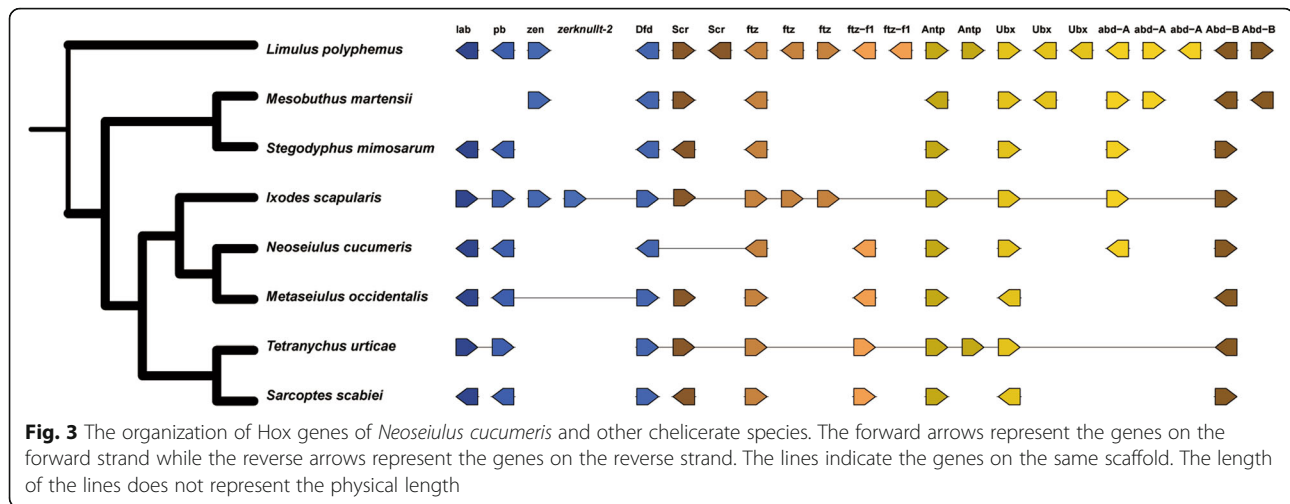 lab pb zen zerknullt-2 Dfd Scr Scr ftz ftz ftz ftz-f1 ftz-f1 Antp Antp Ubx Ubx Ubx abd-A abd-A abd-A Abd-B Abd-B
Limulus polyphemus
Mesobuthus martensii
Stegodyphus mimosarum
Ixodes scapularis
Neoseiulus cucumeris
Metaseiulus occidentalis
Tetranychus urticae
Sarcoptes scabiei
Fig. 3 The organization of Hox genes of Neoseiulus cucumeris and other chelicerate species. The forward arrows represent the genes on the
forward strand while the reverse arrows represent the genes on the reverse strand. The lines indicate the genes on the same scaffold. The length
of the lines does not represent the physical length